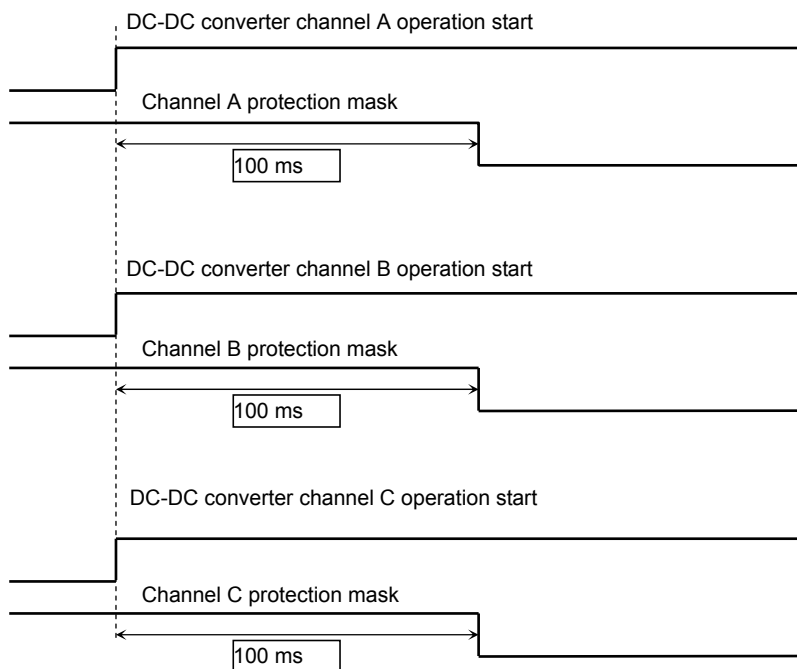 DC-DC converter channel A operation start
Channel A protection mask
100 ms
DC-DC converter channel B operation start
Channel B protection mask
100 ms
DC-DC converter channel C operation start
Channel C protection mask
100 ms